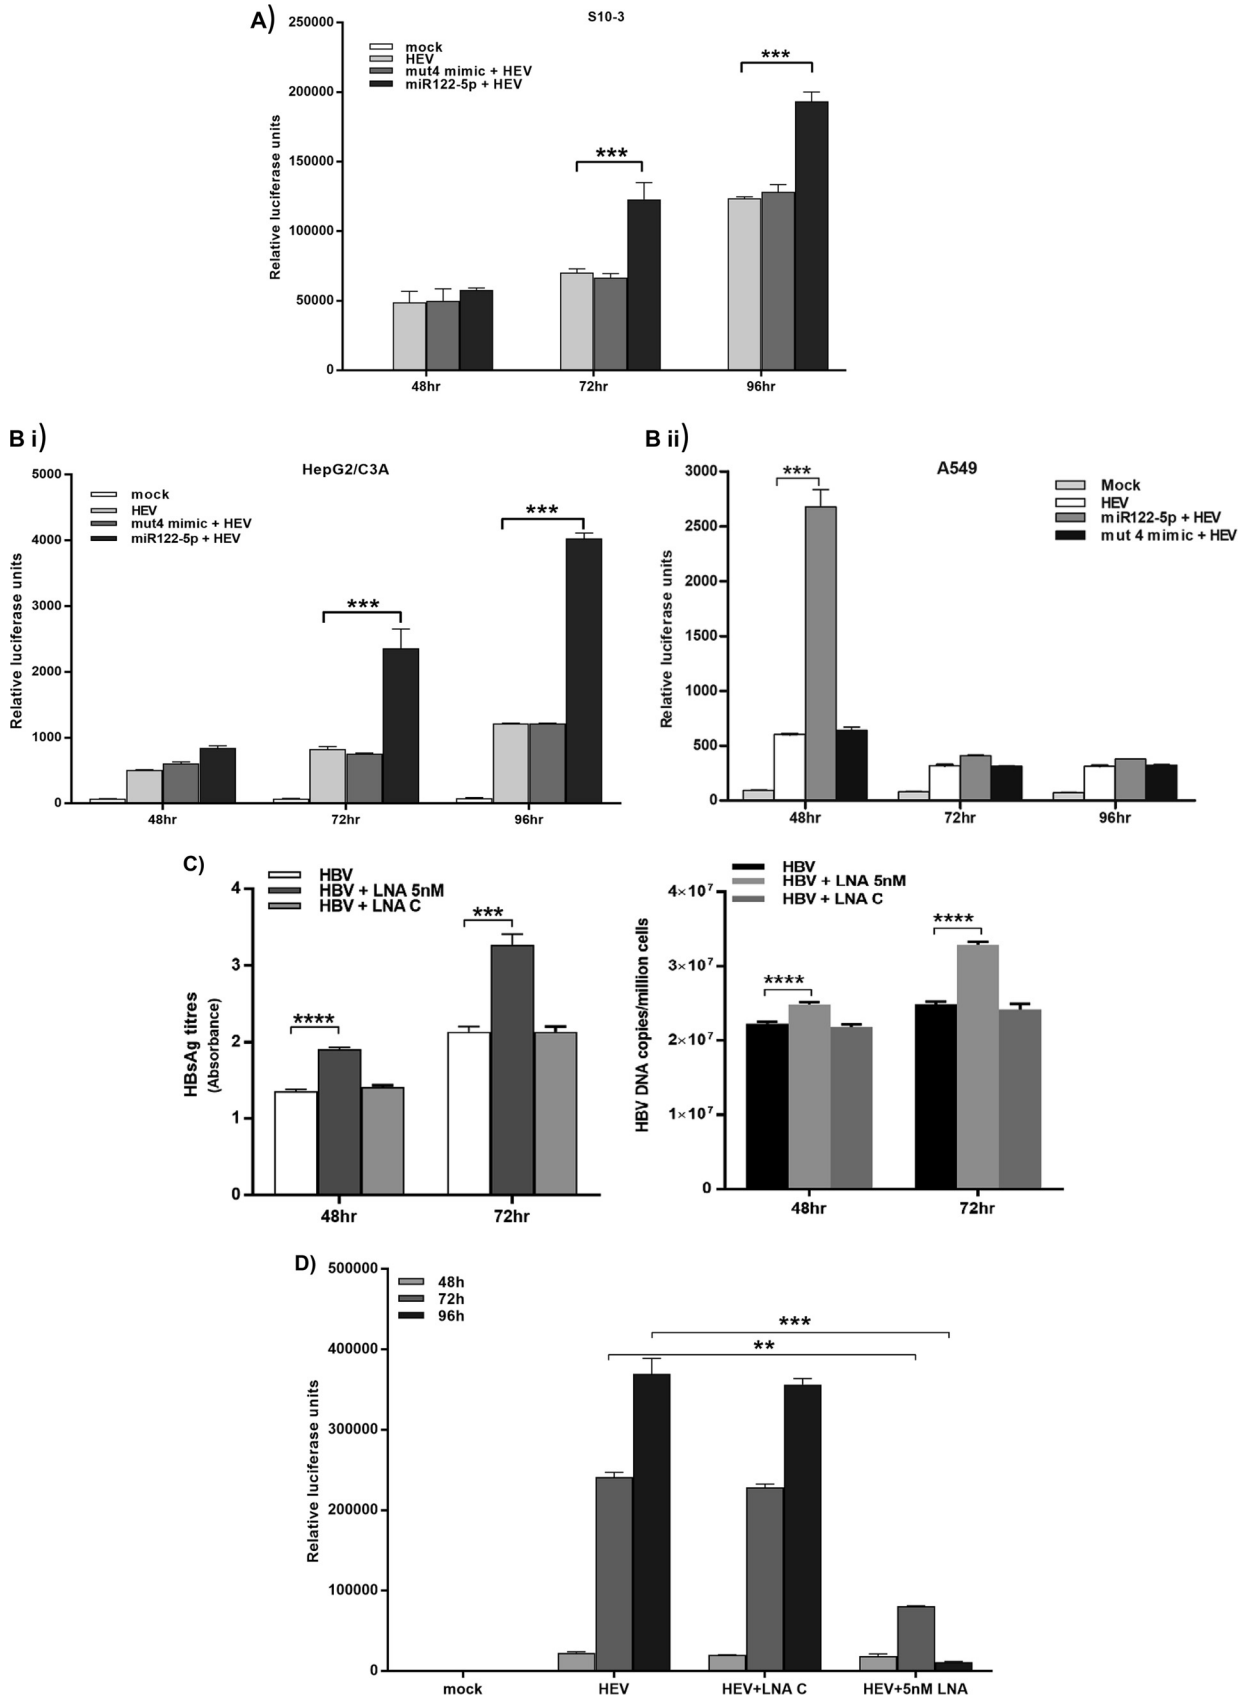 A)
S10-3
250000
200000
150000
100000
50000
0
Relative luciferase units
mock
HEV
mut4 mimic + HEV
miR122-5p + HEV
***
***
48hr 72hr 96hr
B i)
HepG2/C3A
5000
4000
3000
2000
1000
0
Relative luciferase units
mock
HEV
mut4 mimic + HEV
miR122-5p + HEV
***
***
48hr 72hr 96hr
B ii)
A549
3000
2500
2000
1500
1000
500
0
Relative luciferase units
Mock
HEV
miR122-5p + HEV
mut 4 mimic + HEV
***
48hr 72hr 96hr
C)
HBV
HBV + LNA 5nM
HBV + LNA C
4
3
2
1
0
HBsAg titres
(Absorbance)
****
***
48hr 72hr
HBV
HBV + LNA 5nM
HBV + LNA C
4×10⁷
3×10⁷
2×10⁷
1×10⁷
0
HBV DNA copies/million cells
****
****
48hr 72hr
D)
500000
400000
300000
200000
100000
0
Relative luciferase units
48h
72h
96h
***
**
mock HEV HEV+LNA C HEV+5nM LNA